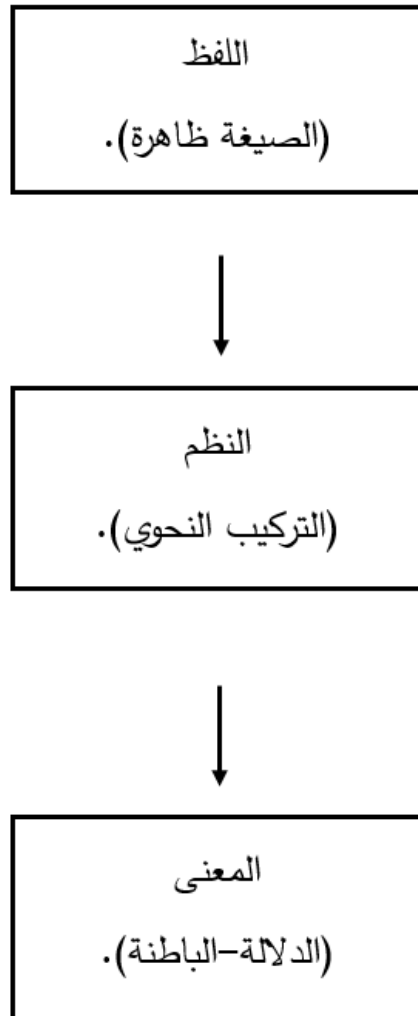 اللفظ
(الصيغة ظاهرة).
النظم
(التركيب النحوي).
المعنى
(الدلالة-الباطنة).